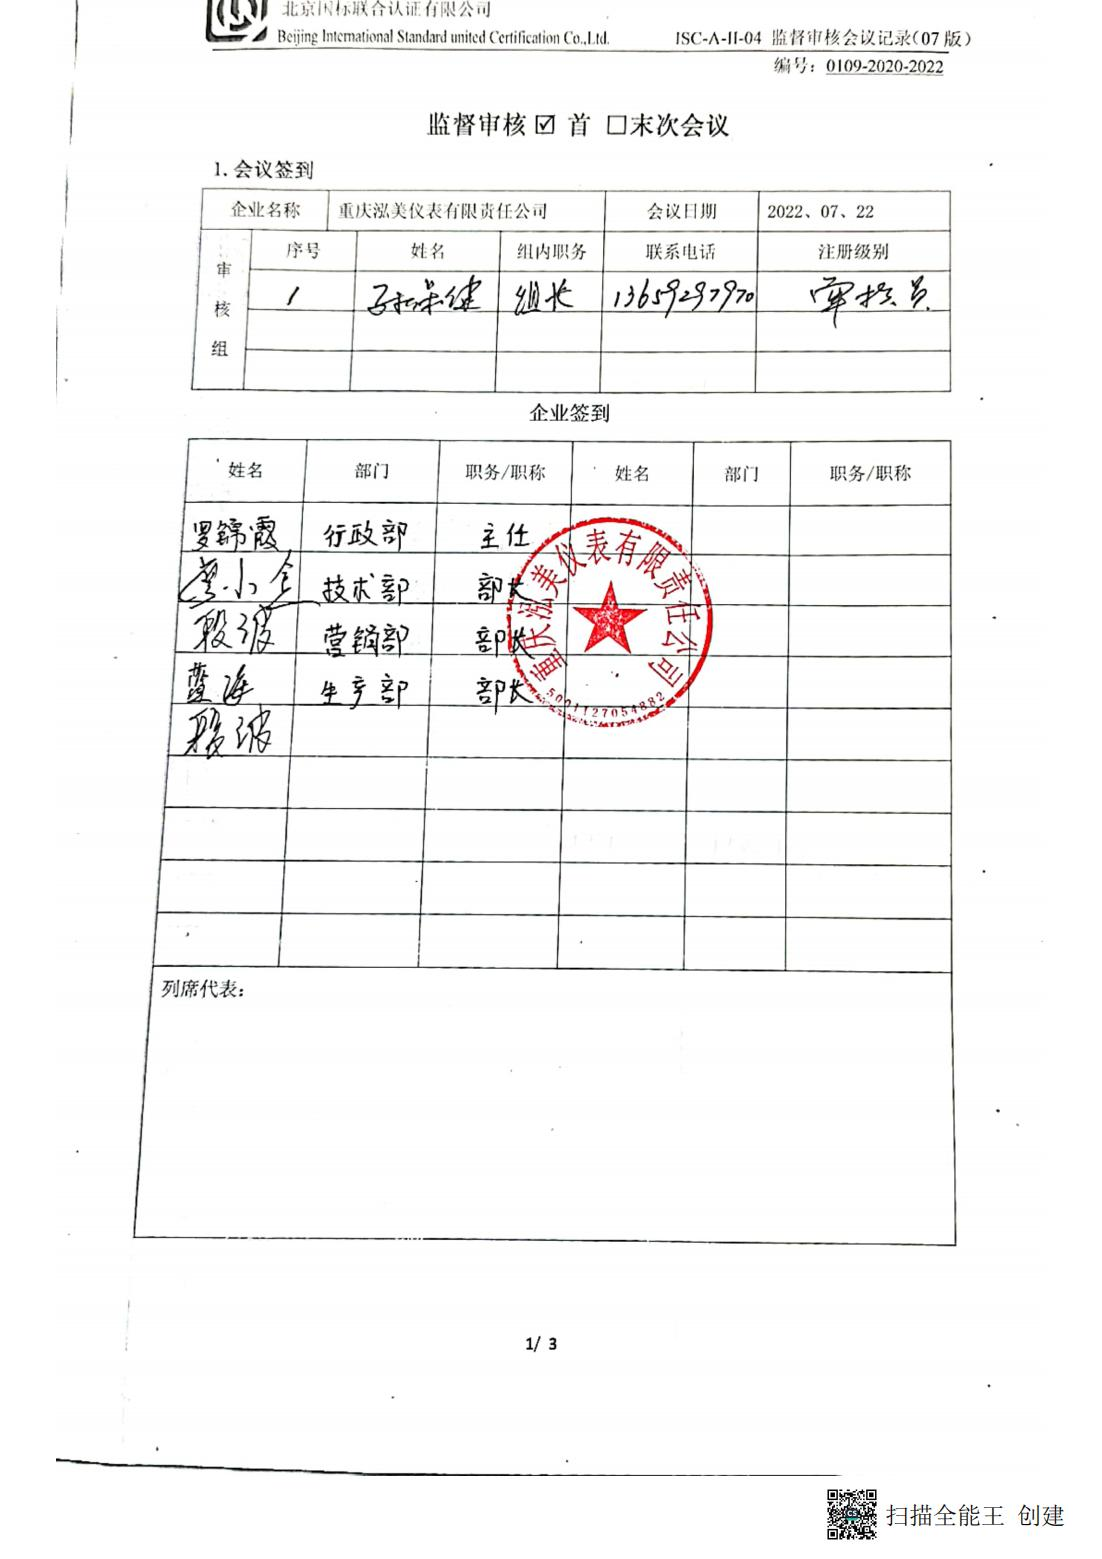 北京国标联合认证有限公司
Beijing International Standard united Certification Co.,Ltd.
ISC-A-II-04 监督审核会议记录(07版)
编号：0109-2020-2022
监督审核☑ 首 □末次会议
1.会议签到
企业名称 重庆泓美仪表有限责任公司 会议日期 2022、07、22
审核组 序号 姓名 组内职务 联系电话 注册级别
1 组长 13659297970 审核员
企业签到
姓名 部门 职务/职称 姓名 部门 职务/职称
罗锦霞 行政部 主任
技术部 部长
营销部 部长
蓝海 生产部 部长
重庆泓美仪表有限责任公司
5001127054882
列席代表：
1/ 3
扫描全能王 创建